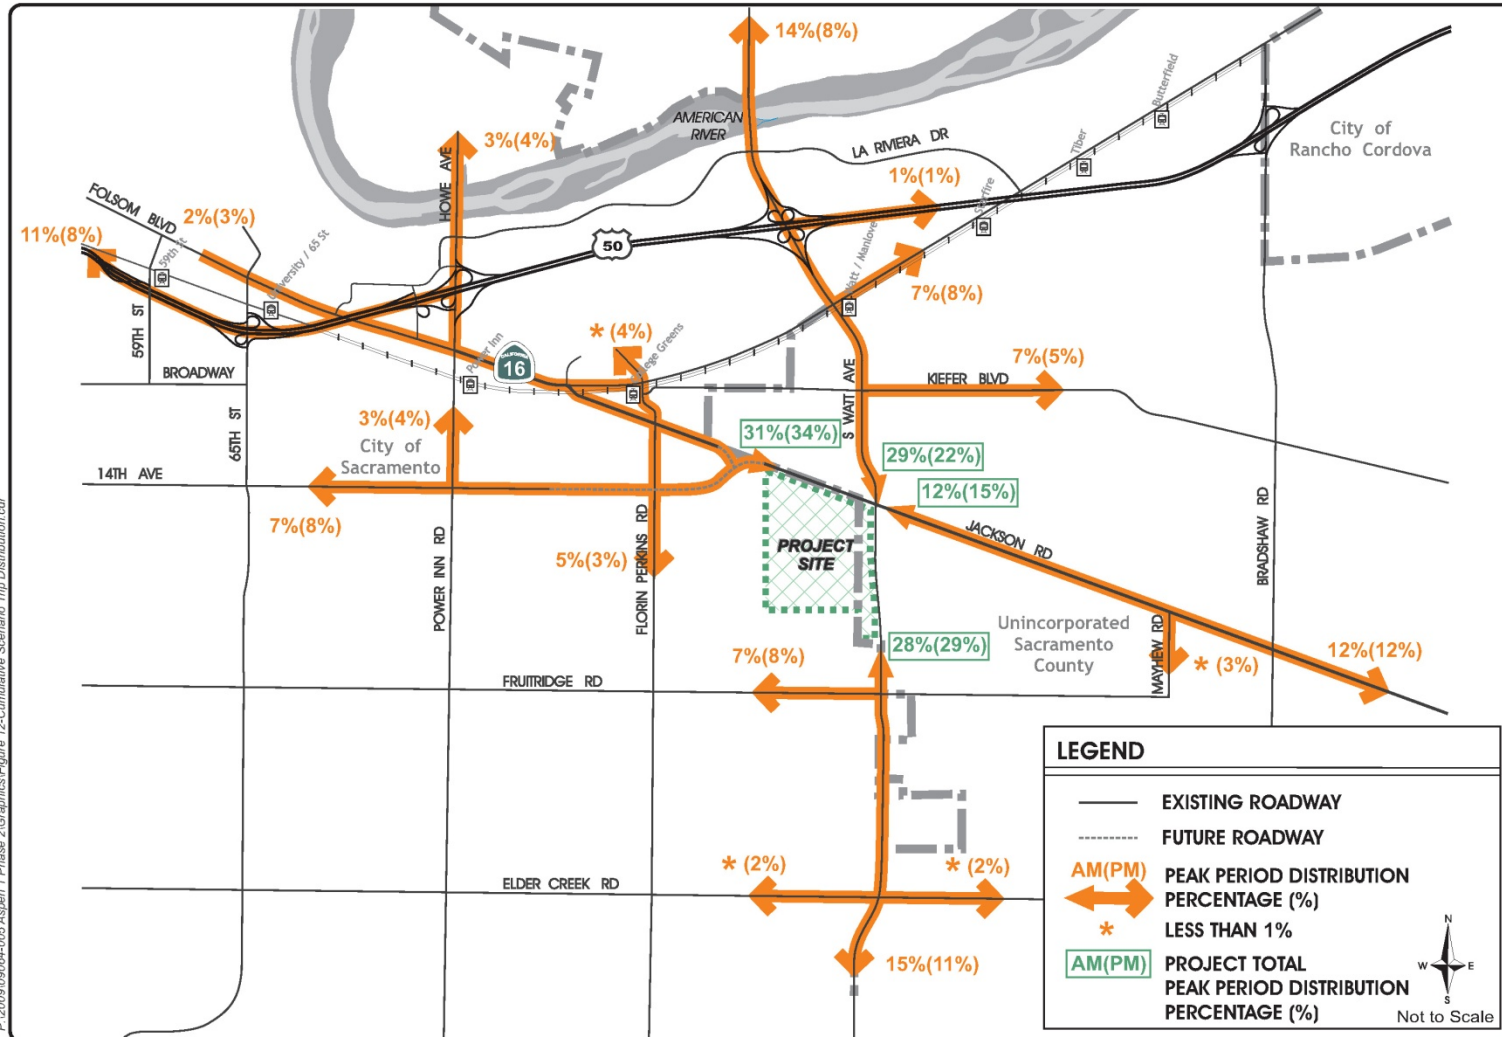 14%(8%)
AMERICAN
RIVER
LA RIVIERA DR
Butterfield
Tiber
Starfire
City of
Rancho Cordova
3%(4%)
HOWE AVE
FOLSOM BLVD
2%(3%)
11%(8%)
59th St
University / 65 St
50
1%(1%)
Watt / Manlove
7%(8%)
59TH ST
BROADWAY
65TH ST
Power Inn
CALIFORNIA
16
* (4%)
College Greens
S WATT AVE
7%(5%)
KIEFER BLVD
3%(4%)
City of
Sacramento
14TH AVE
7%(8%)
31%(34%)
29%(22%)
12%(15%)
JACKSON RD
BRADSHAW RD
5%(3%)
POWER INN RD
FLORIN PERKINS RD
PROJECT
SITE
Unincorporated
Sacramento
County
MAYHEW RD
28%(29%)
7%(8%)
FRUITRIDGE RD
* (3%)
12%(12%)
* (2%)
* (2%)
ELDER CREEK RD
15%(11%)
LEGEND
EXISTING ROADWAY
FUTURE ROADWAY
AM(PM)
PEAK PERIOD DISTRIBUTION
PERCENTAGE (%)
*
LESS THAN 1%
AM(PM)
PROJECT TOTAL
PEAK PERIOD DISTRIBUTION
PERCENTAGE (%)
N
W
E
S
Not to Scale